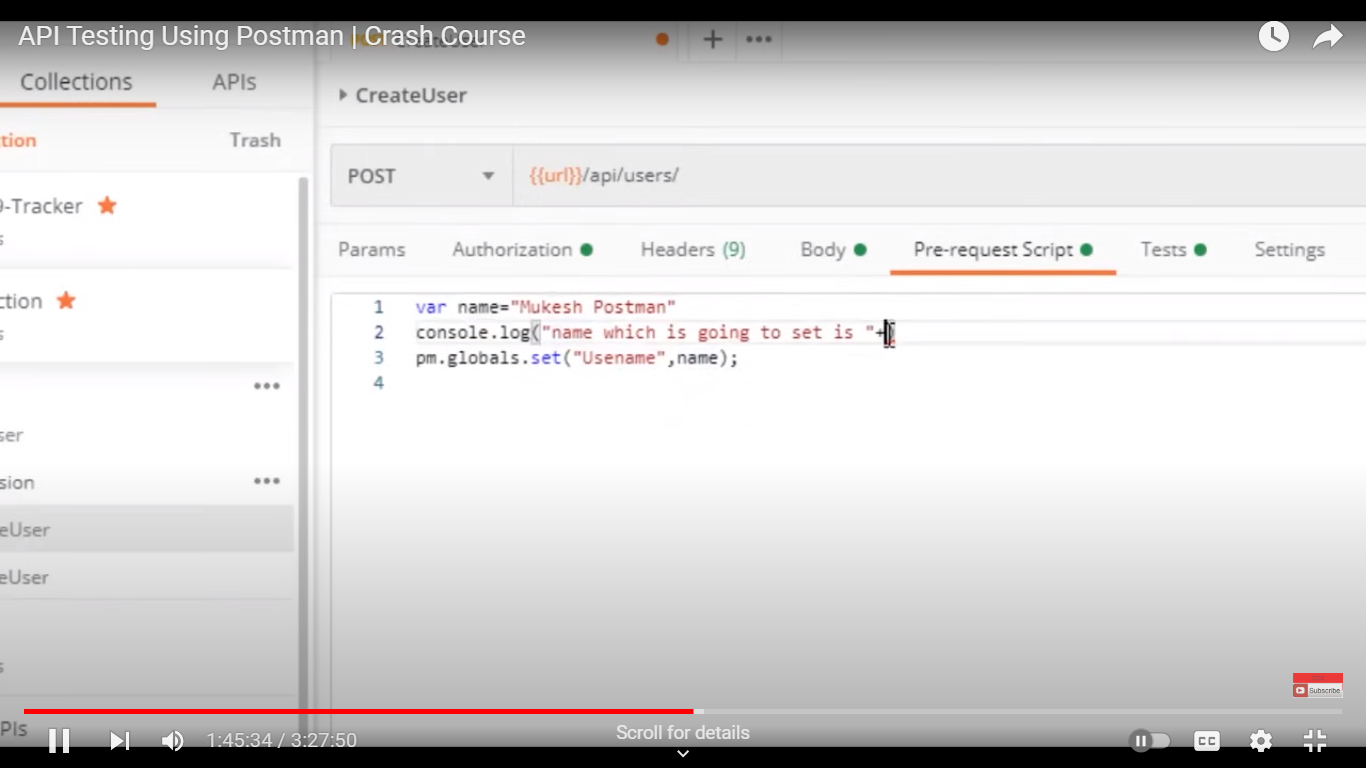 API Testing Using Postman | Crash Course
Collections
APIs
CreateUser
tion
Trash
POST
{{url}}/api/users/
9-Tracker
s
Params
Authorization
Headers (9)
Body
Pre-request Script
Tests
Settings
ction
s
1 var name="Mukesh Postman"
2 console.log("name which is going to set is "+)
3 pm.globals.set("Usename",name);
4
ser
sion
eUser
eUser
s
PIs
Subscribe
1:45:34 / 3:27:50
Scroll for details
CC